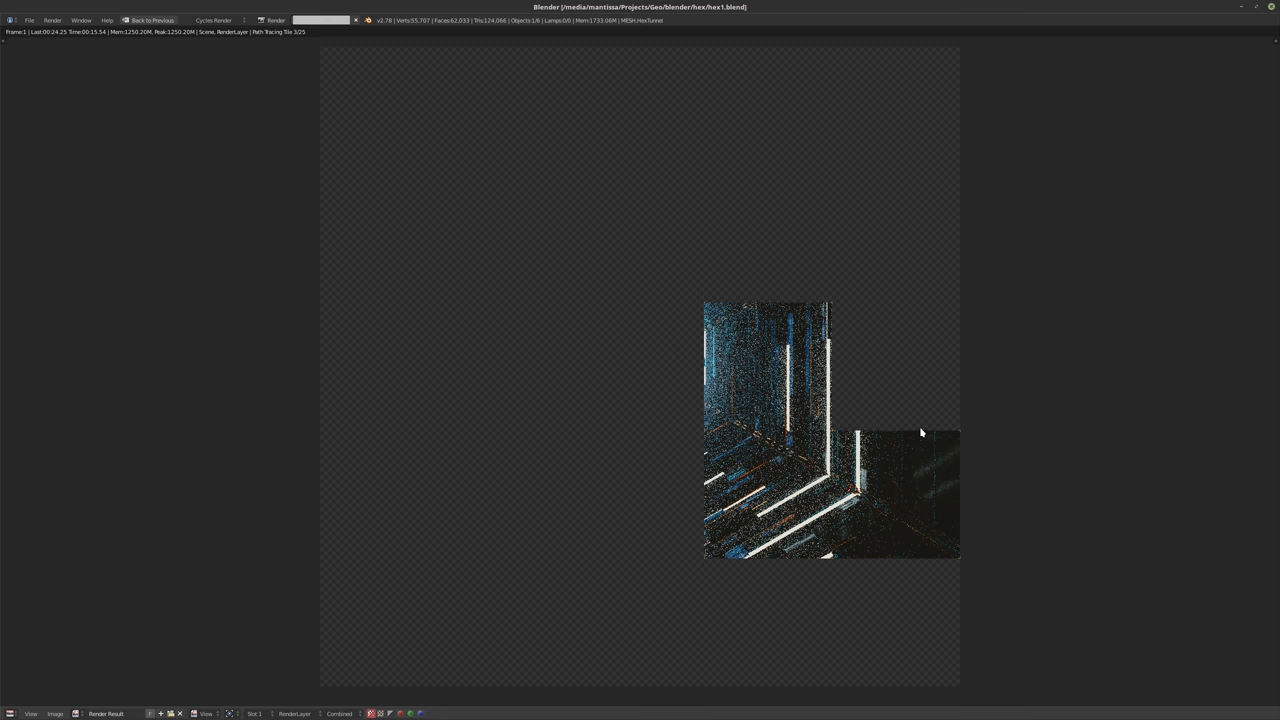 Blender [/media/mantissa/Projects/Geo/blender/hex/hex1.blend]
File Render Window Help Back to Previous Cycles Render Render v2.78 | Verts:55,707 | Faces:62,033 | Tris:124,066 | Objects:1/6 | Lamps:0/0 | Mem:1733.06M | MESH.HexTunnel
Frame:1 | Last:00:24.25 Time:00:15.54 | Mem:1250.20M, Peak:1250.20M | Scene, RenderLayer | Path Tracing Tile 3/25
View Image Render Result F View Slot 1 RenderLayer Combined